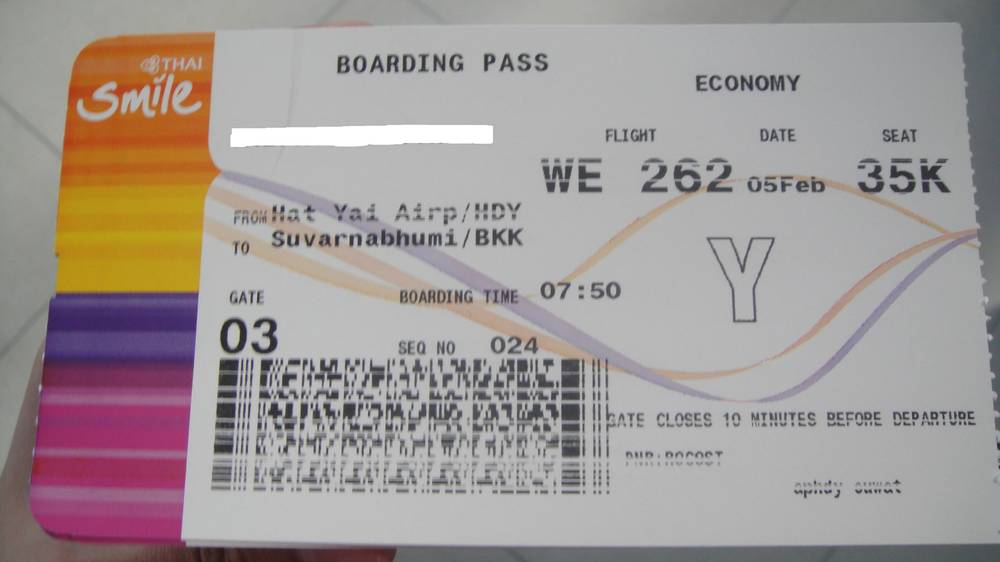 THAI
Smile
BOARDING PASS
ECONOMY
FLIGHT DATE SEAT
WE 262 05Feb 35K
FROM Hat Yai Airp/HDY
TO Suvarnabhumi/BKK
Y
GATE BOARDING TIME 07:50
03 SEQ NO 024
GATE CLOSES 10 MINUTES BEFORE DEPARTURE